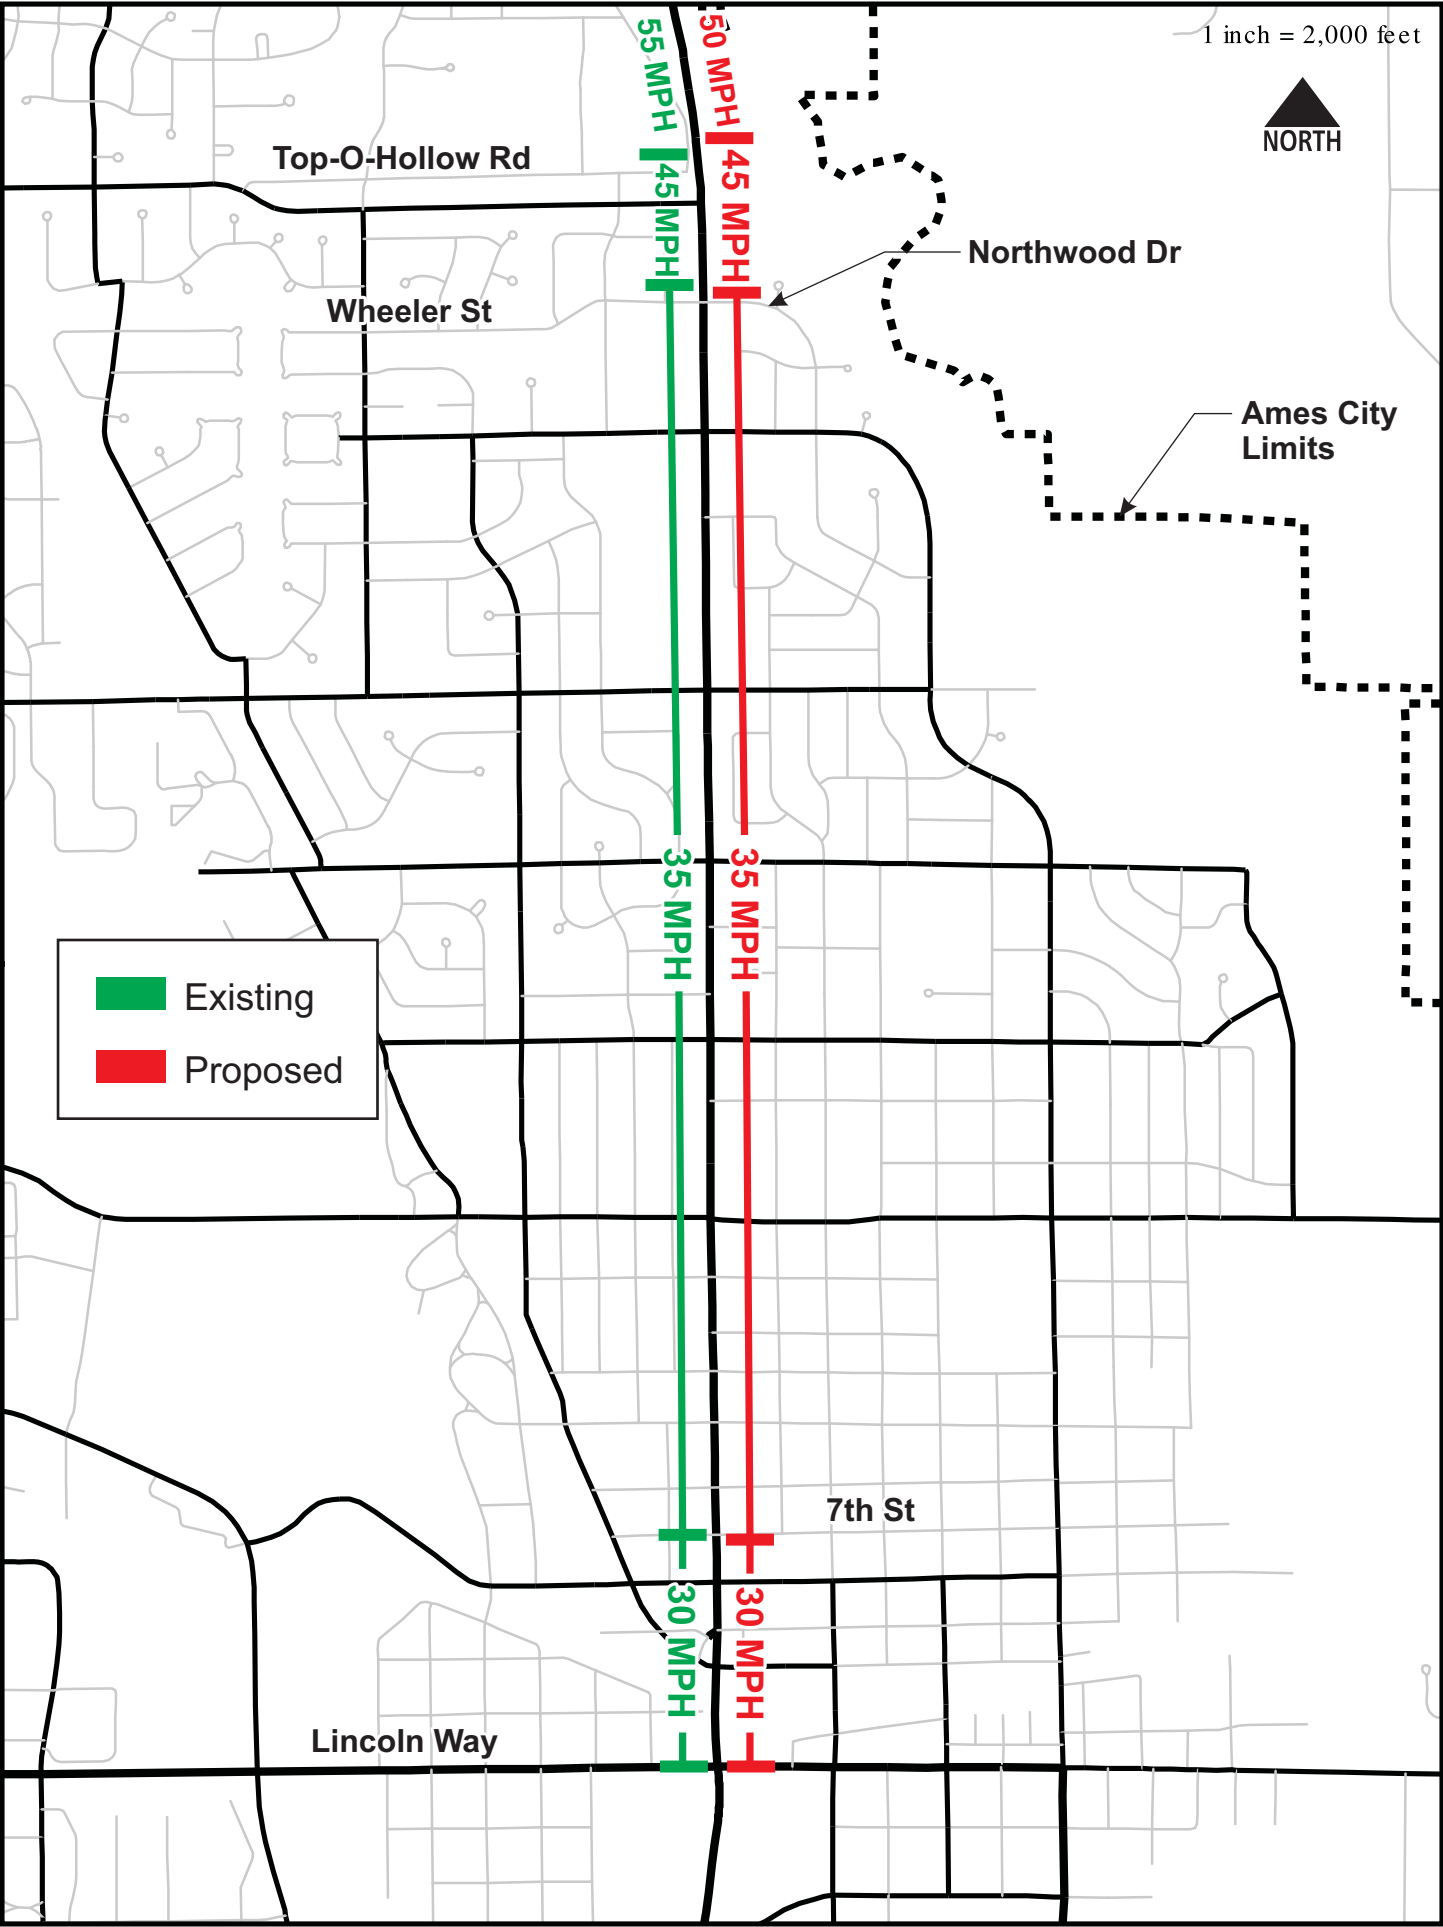 1 inch = 2,000 feet
NORTH
55 MPH
50 MPH
Top-O-Hollow Rd
45 MPH
45 MPH
Northwood Dr
Wheeler St
Ames City
Limits
35 MPH
35 MPH
Existing
Proposed
7th St
30 MPH
30 MPH
Lincoln Way